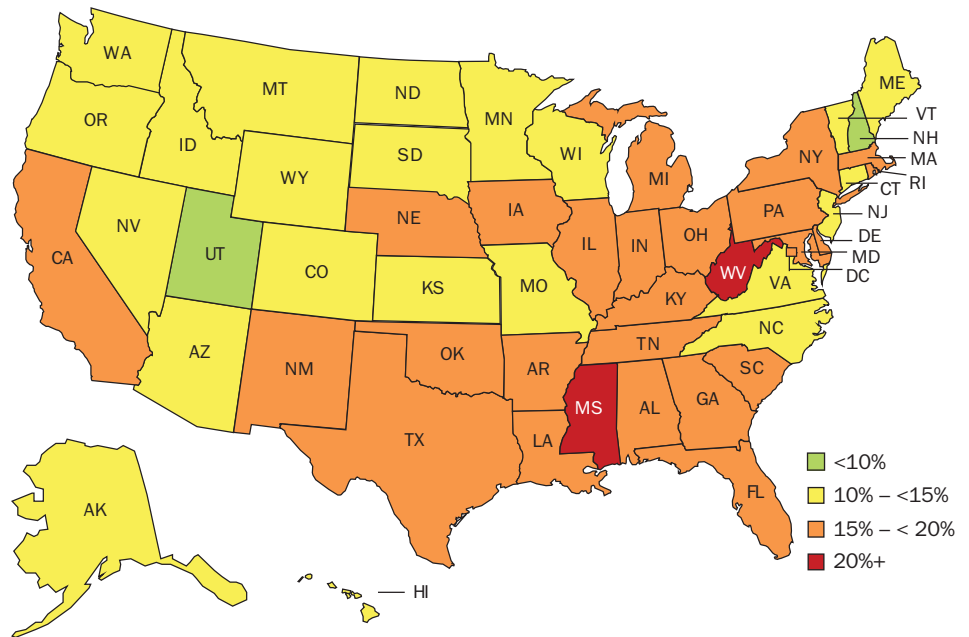 WA
MT
ND
MN
ME
VT
OR
NH
ID
SD
WI
NY
MA
WY
MI
RI
CT
NE
IA
PA
NJ
NV
IL
IN
OH
DE
CA
UT
MD
CO
WV
DC
KS
MO
VA
KY
NC
AZ
TN
OK
NM
AR
SC
MS
AL
GA
TX
LA
<10%
FL
10% – <15%
AK
15% – < 20%
20%+
HI